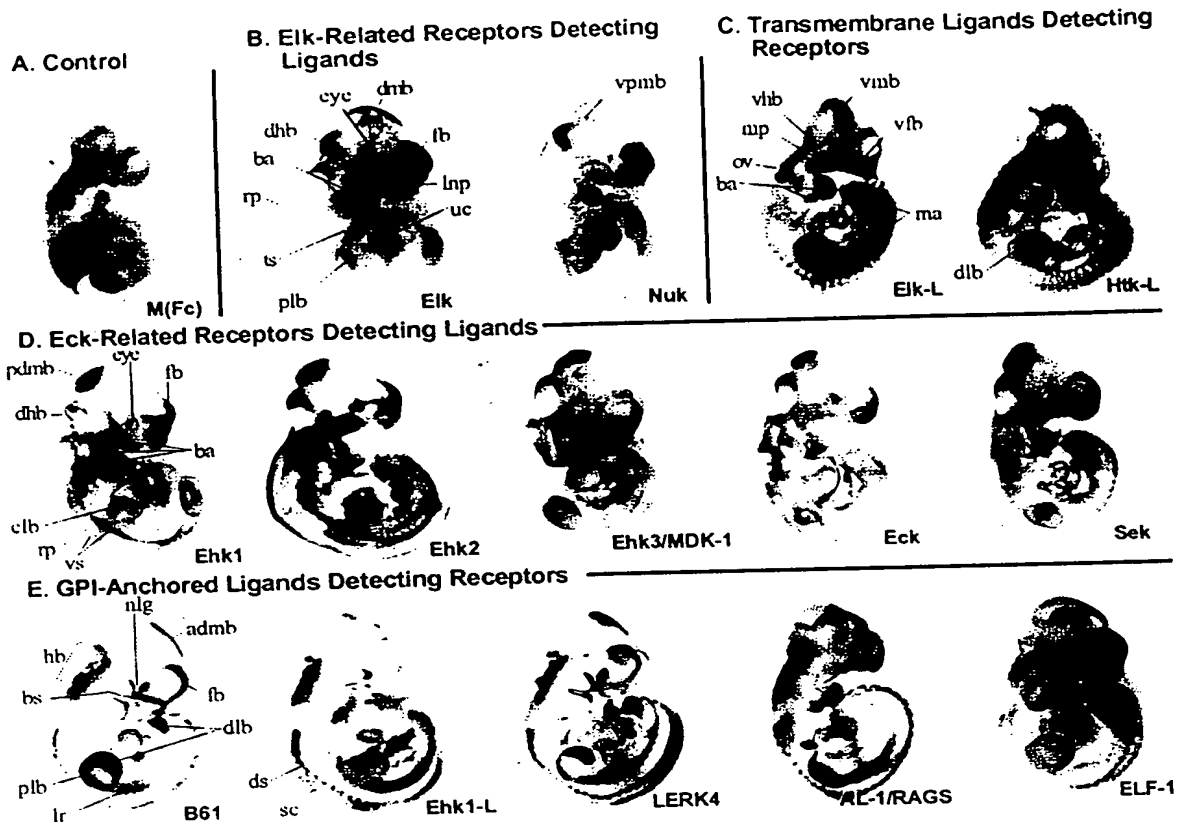 A. Control
B. Elk-Related Receptors Detecting
Ligands
C. Transmembrane Ligands Detecting
Receptors
eye
dmb
dhb
fb
ba
lnp
rp
uc
ts
plb
vpmb
vmb
vhb
mp
vfb
ov
ba
ma
dlb
M(Fc)
Elk
Nuk
Elk-L
Htk-L
D. Eck-Related Receptors Detecting Ligands
eye
pdmb
fb
dhb
ba
rp
vs
Ehk1
Ehk2
Ehk3/MDK-1
Eck
Sek
E. GPI-Anchored Ligands Detecting Receptors
nlg
admb
hb
bs
fb
dlb
plb
lr
ds
sc
B61
Ehk1-L
LERK4
AL-1/RAGS
ELF-1